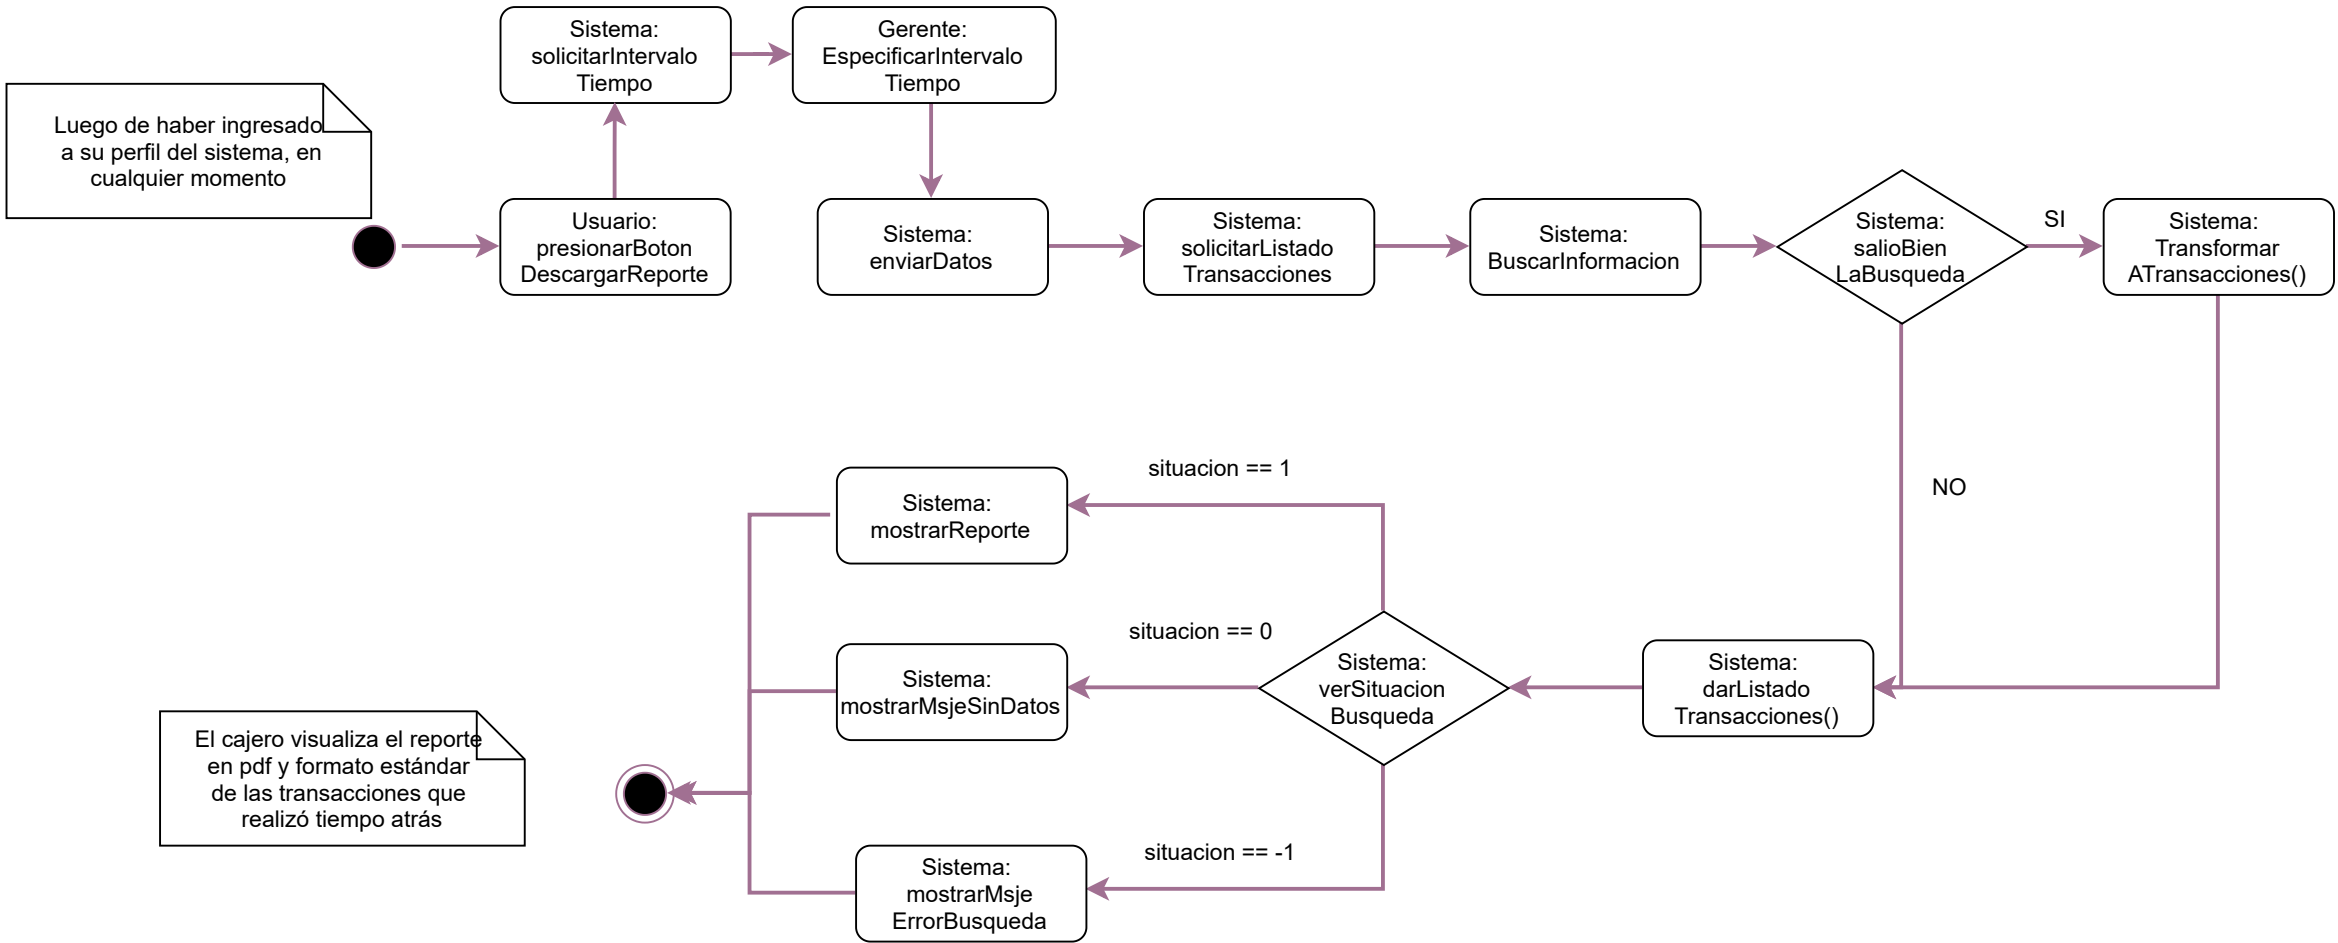 Sistema:
solicitarIntervalo
Tiempo
Gerente:
EspecificarIntervalo
Tiempo
Luego de haber ingresado
a su perfil del sistema, en
cualquier momento
Usuario:
presionarBoton
DescargarReporte
Sistema:
enviarDatos
Sistema:
solicitarListado
Transacciones
Sistema:
BuscarInformacion
Sistema:
salioBien
LaBusqueda
SI
Sistema:
Transformar
ATransacciones()
NO
situacion == 1
Sistema:
mostrarReporte
situacion == 0
Sistema:
mostrarMsjeSinDatos
Sistema:
verSituacion
Busqueda
Sistema:
darListado
Transacciones()
El cajero visualiza el reporte
en pdf y formato estándar
de las transacciones que
realizó tiempo atrás
situacion == -1
Sistema:
mostrarMsje
ErrorBusqueda